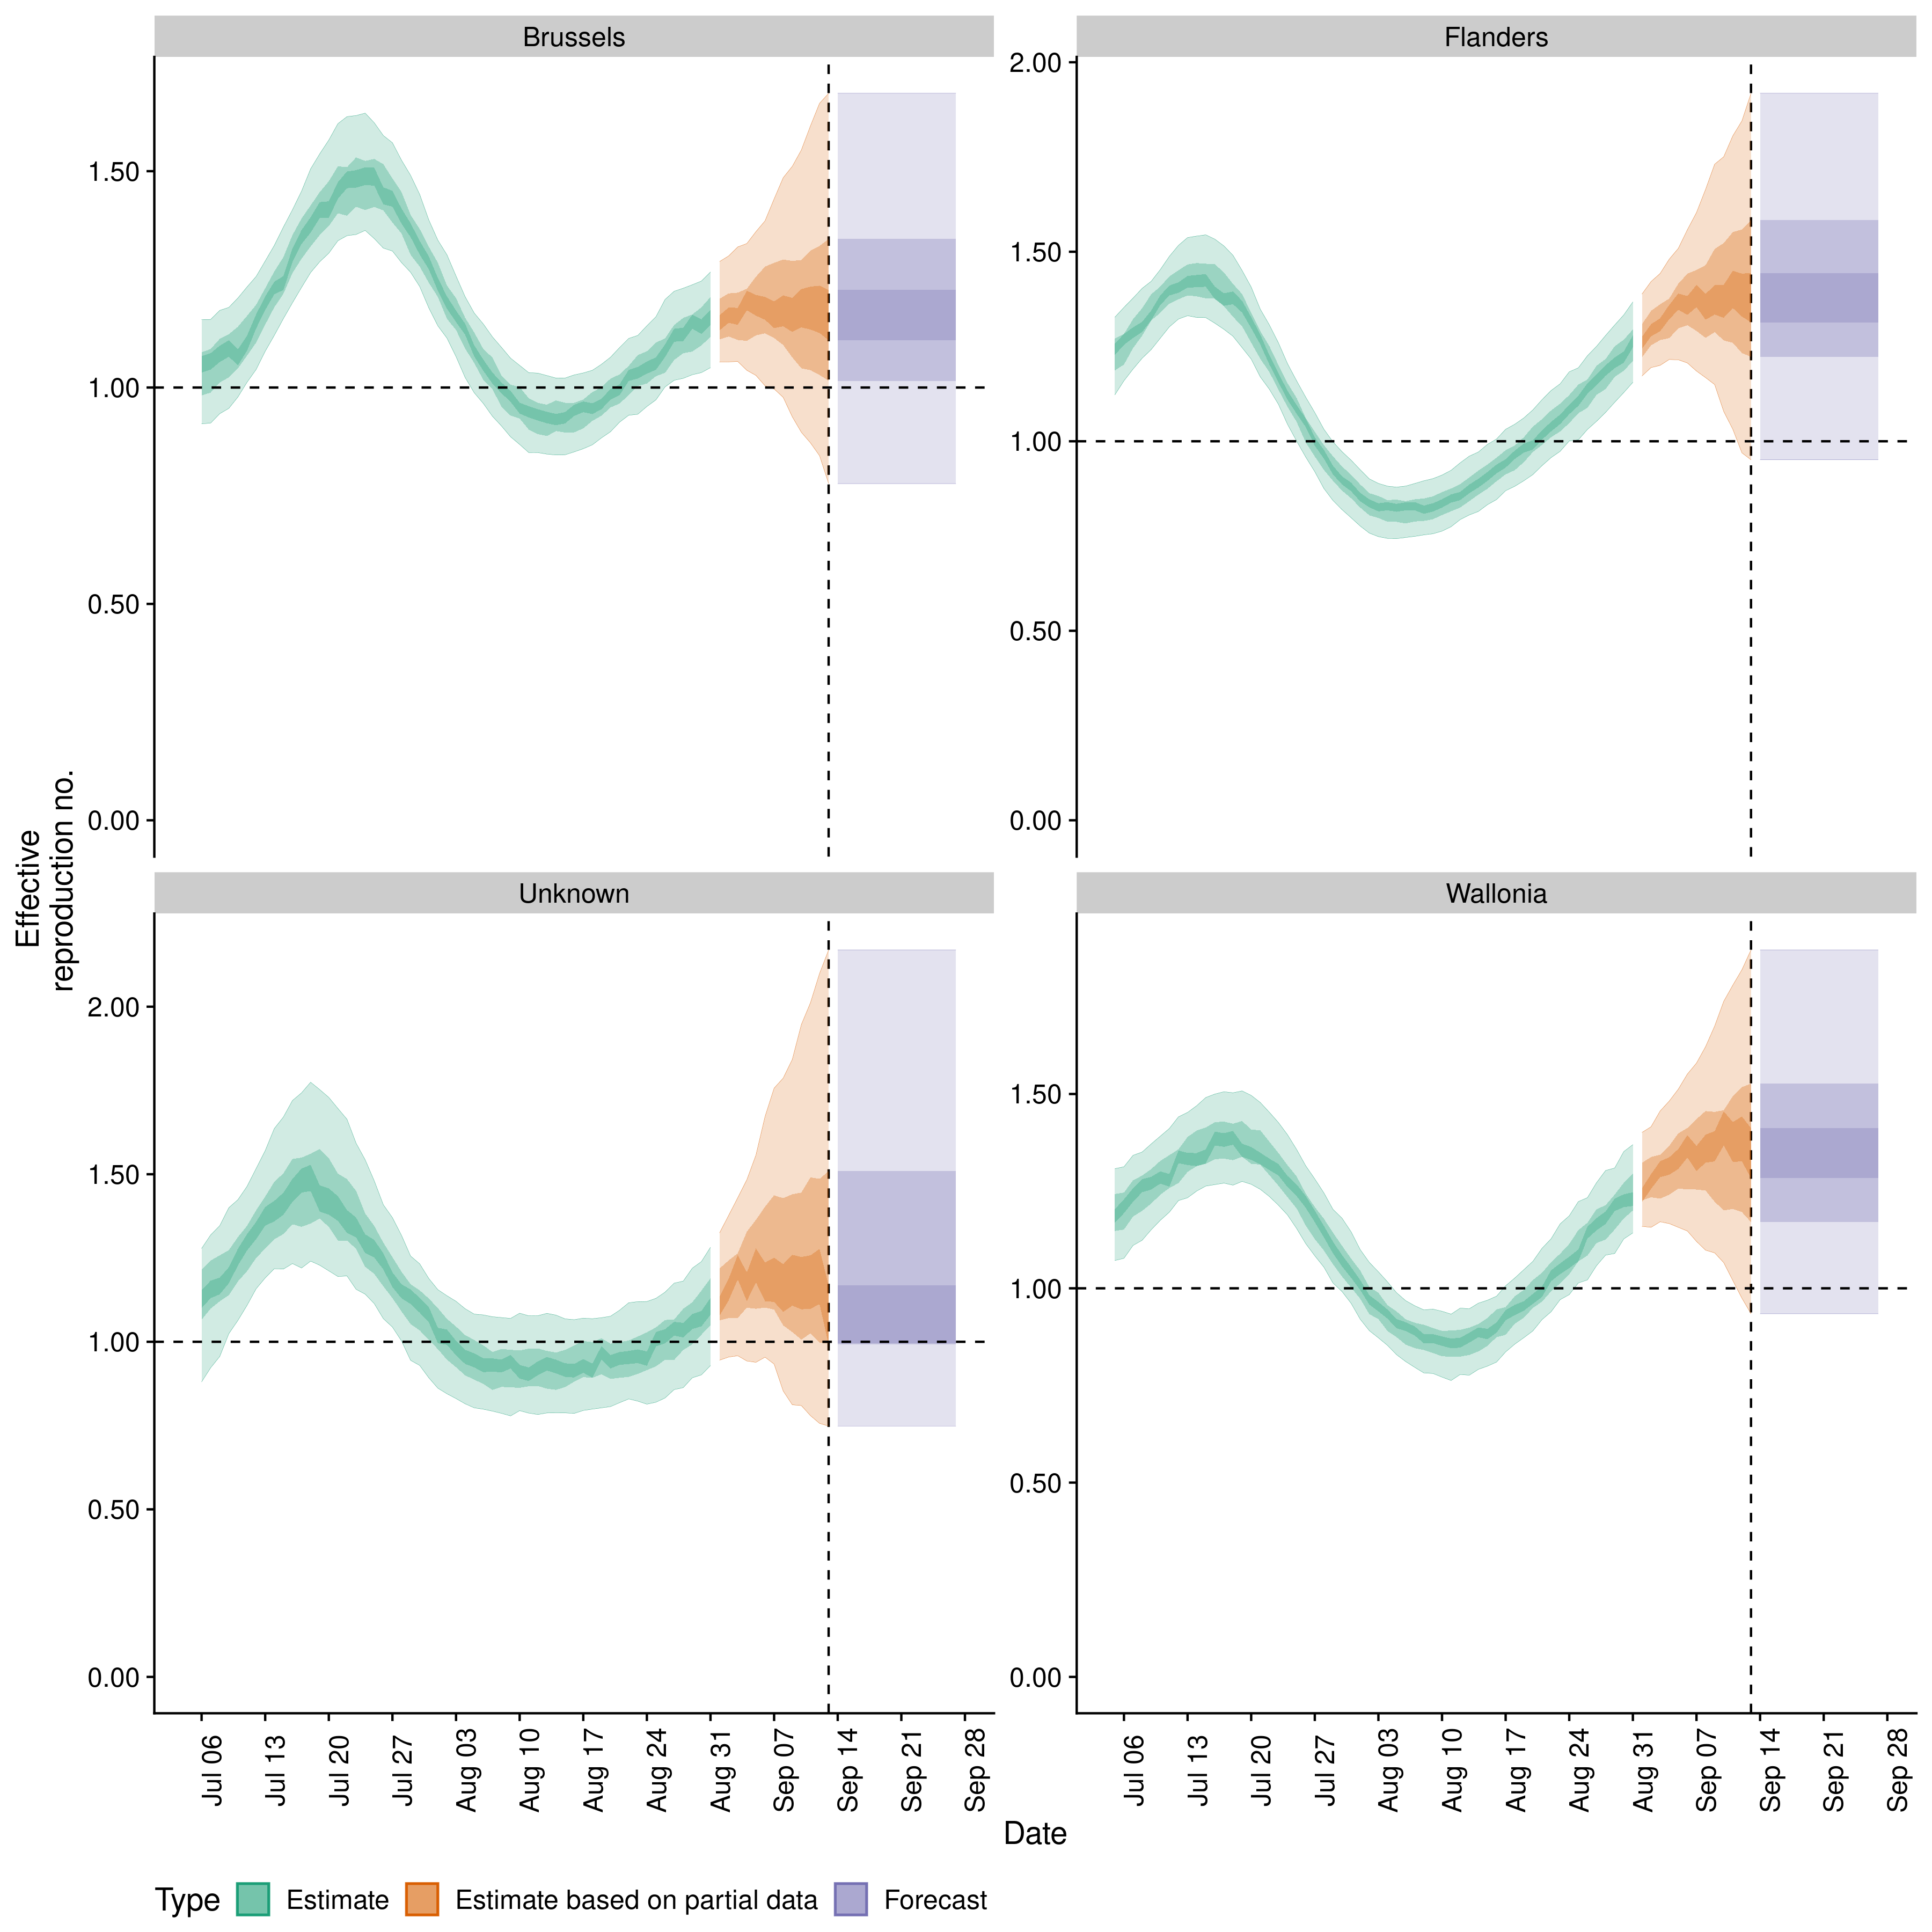 Brussels
Flanders
1.50
1.00
0.50
0.00
2.00
1.50
1.00
0.50
0.00
Effective
reproduction no.
Unknown
Wallonia
2.00
1.50
1.00
0.50
0.00
1.50
1.00
0.50
0.00
Jul 06
Jul 13
Jul 20
Jul 27
Aug 03
Aug 10
Aug 17
Aug 24
Aug 31
Sep 07
Sep 14
Sep 21
Sep 28
Jul 06
Jul 13
Jul 20
Jul 27
Aug 03
Aug 10
Aug 17
Aug 24
Aug 31
Sep 07
Sep 14
Sep 21
Sep 28
Date
Type Estimate Estimate based on partial data Forecast